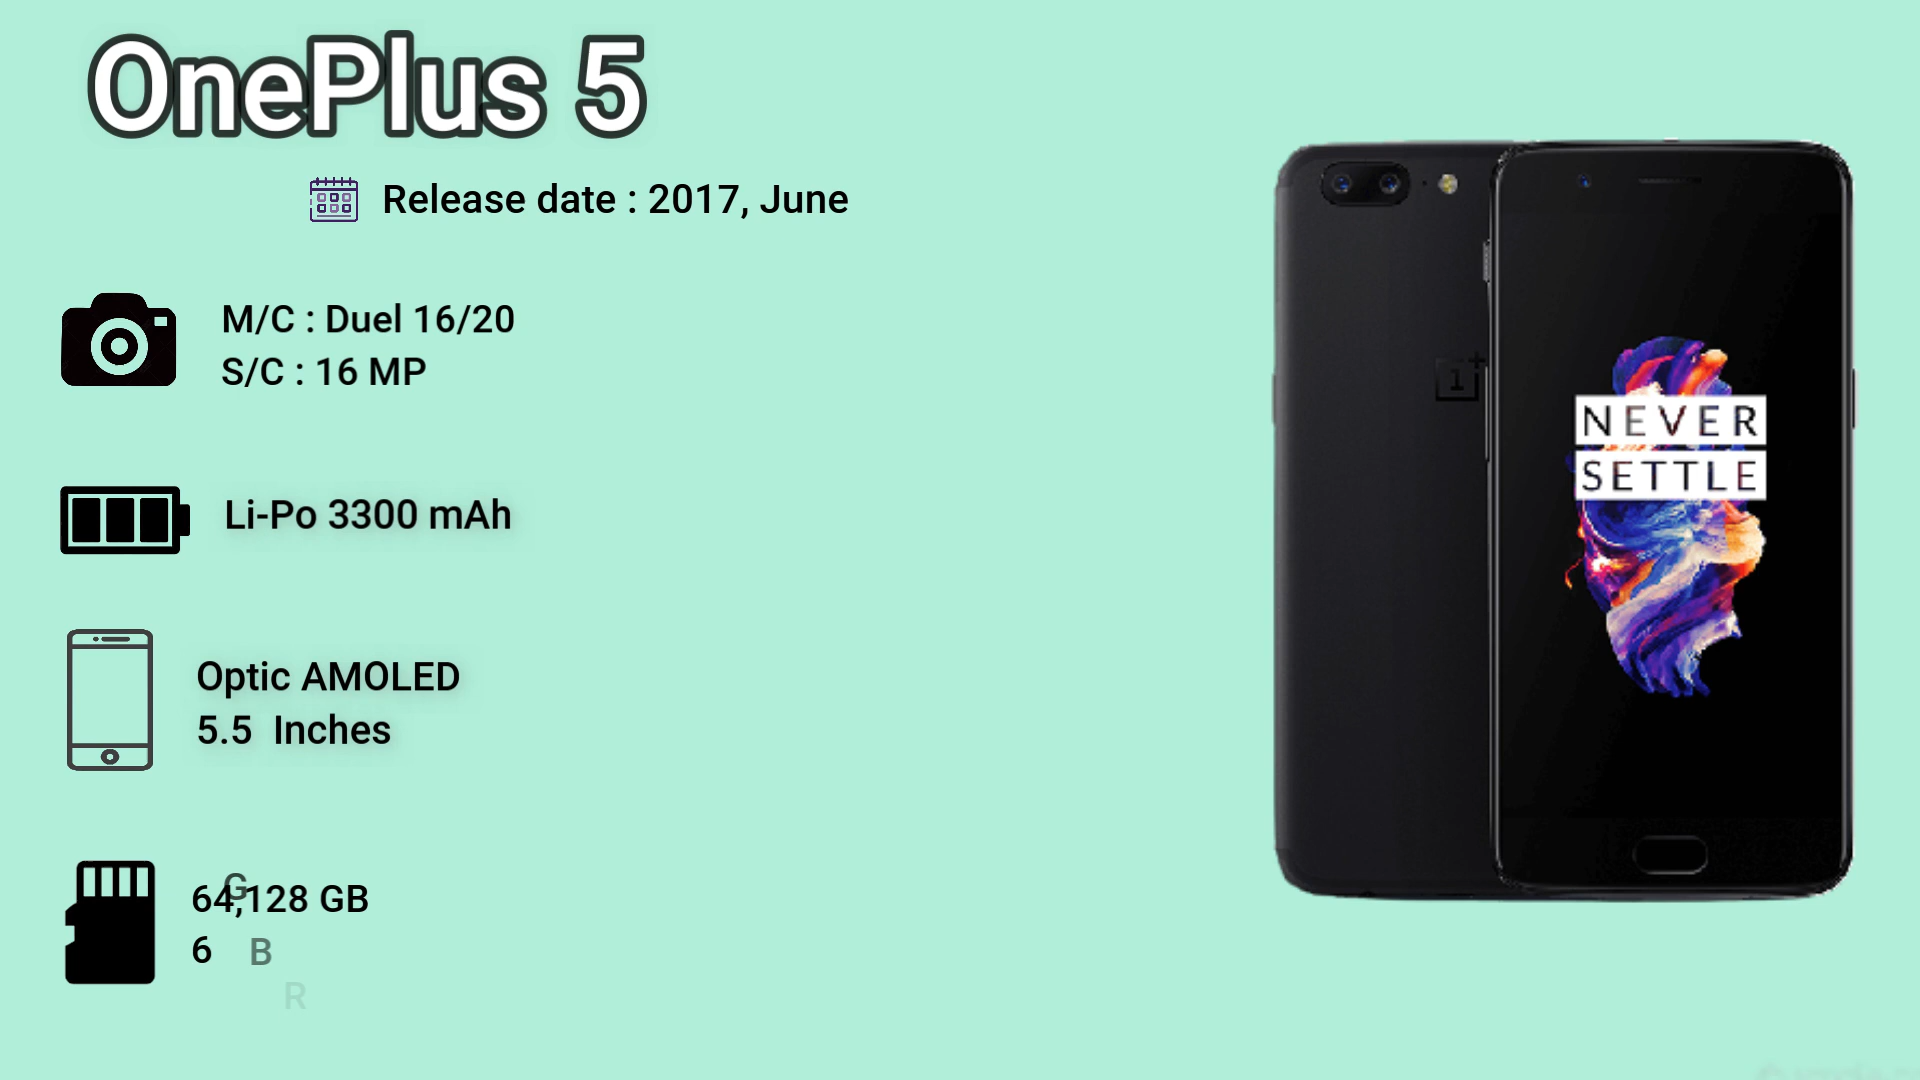 OnePlus 5
Release date : 2017, June
M/C : Duel 16/20
S/C : 16 MP
Li-Po 3300 mAh
Optic AMOLED
5.5 Inches
64,128 GB
6 G B R
NEVER
SETTLE